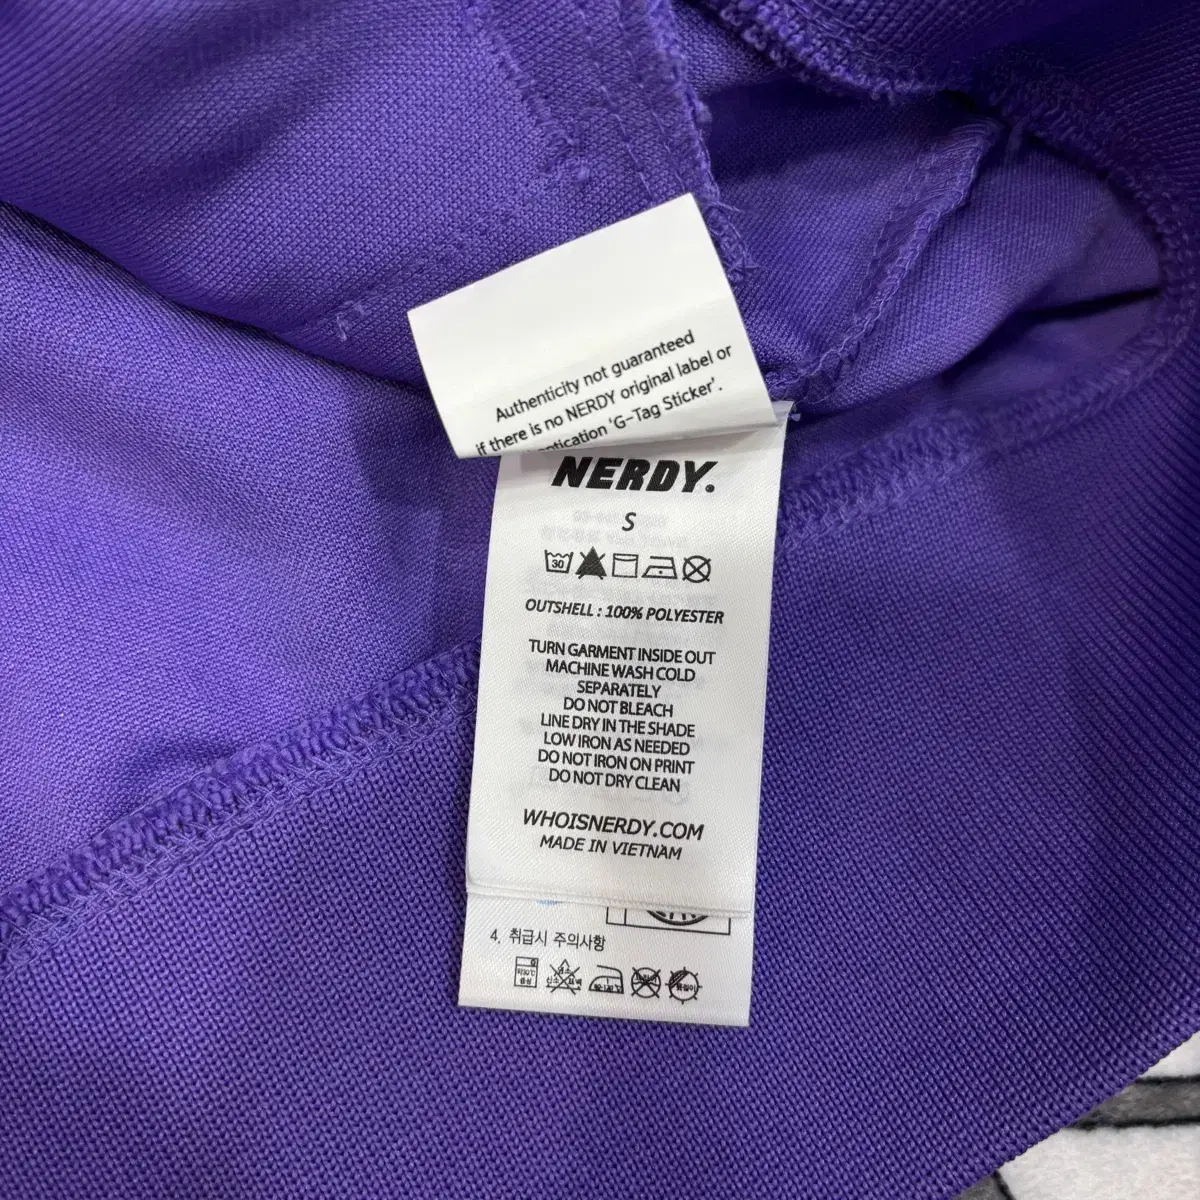 Authenticity not guaranteed
if there is no NERDY original label or
'G-Tag Sticker'.
NERDY.
S
30
OUTSHELL : 100% POLYESTER
TURN GARMENT INSIDE OUT
MACHINE WASH COLD
SEPARATELY
DO NOT BLEACH
LINE DRY IN THE SHADE
LOW IRON AS NEEDED
DO NOT IRON ON PRINT
DO NOT DRY CLEAN
WHOISNERDY.COM
MADE IN VIETNAM
4. 취급시 주의사항